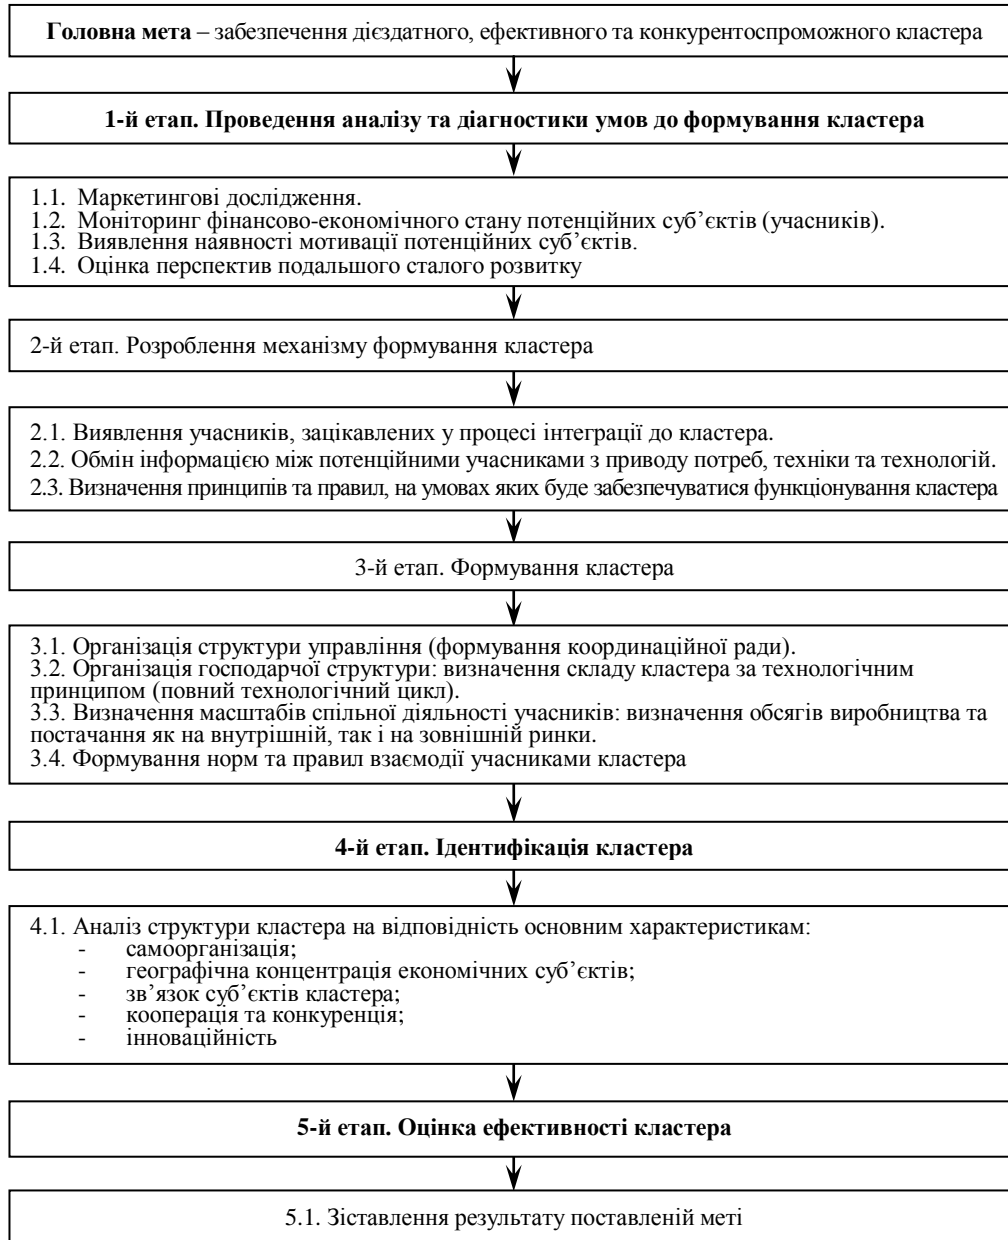 Головна мета – забезпечення дієздатного, ефективного та конкурентоспроможного кластера
1-й етап. Проведення аналізу та діагностики умов до формування кластера
1.1. Маркетингові дослідження.
1.2. Моніторинг фінансово-економічного стану потенційних суб’єктів (учасників).
1.3. Виявлення наявності мотивації потенційних суб’єктів.
1.4. Оцінка перспектив подальшого сталого розвитку
2-й етап. Розроблення механізму формування кластера
2.1. Виявлення учасників, зацікавлених у процесі інтеграції до кластера.
2.2. Обмін інформацією між потенційними учасниками з приводу потреб, техніки та технологій.
2.3. Визначення принципів та правил, на умовах яких буде забезпечуватися функціонування кластера
3-й етап. Формування кластера
3.1. Організація структури управління (формування координаційної ради).
3.2. Організація господарчої структури: визначення складу кластера за технологічним
принципом (повний технологічний цикл).
3.3. Визначення масштабів спільної діяльності учасників: визначення обсягів виробництва та
постачання як на внутрішній, так і на зовнішній ринки.
3.4. Формування норм та правил взаємодії учасниками кластера
4-й етап. Ідентифікація кластера
4.1. Аналіз структури кластера на відповідність основним характеристикам:
- самоорганізація;
- географічна концентрація економічних суб’єктів;
- зв’язок суб’єктів кластера;
- кооперація та конкуренція;
- інноваційність
5-й етап. Оцінка ефективності кластера
5.1. Зіставлення результату поставленій меті